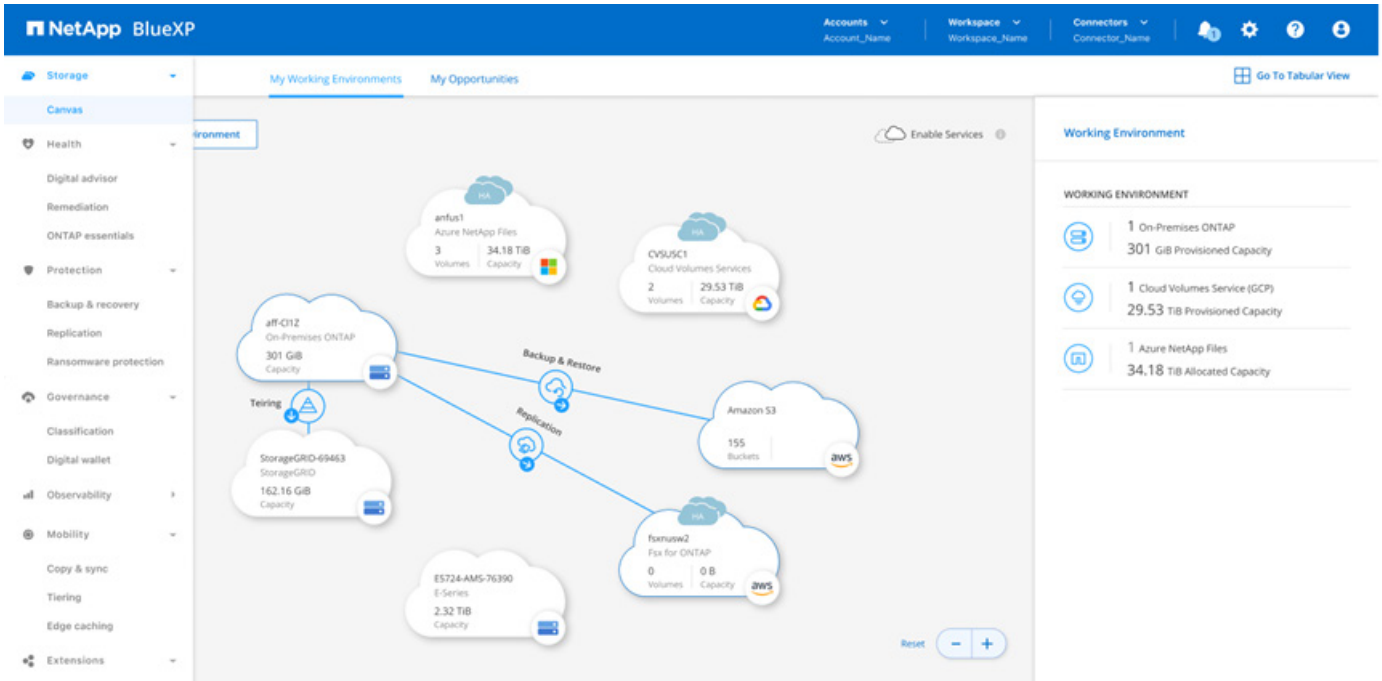 NetApp BlueXP
Accounts
Account_Name
Workspace
Workspace_Name
Connectors
Connector_Name
1
Storage
Canvas
Health
Digital advisor
Remediation
ONTAP essentials
Protection
Backup & recovery
Replication
Ransomware protection
Governance
Classification
Digital wallet
Observability
Mobility
Copy & sync
Tiering
Edge caching
Extensions
My Working Environments
My Opportunities
Go To Tabular View
ironment
Enable Services
HA
anfus1
Azure NetApp Files
3 34.18 TiB
Volumes Capacity
HA
CVSUSC1
Cloud Volumes Services
2 29.53 TiB
Volumes Capacity
aff-CI1Z
On-Premises ONTAP
301 GiB
Capacity
Backup & Restore
Replication
Teiring
Amazon S3
155
Buckets
aws
StorageGRID-69463
StorageGRID
162.16 GiB
Capacity
HA
fsxnusw2
Fsx for ONTAP
0 0 B
Volumes Capacity
aws
E5724-AMS-76390
E-Series
2.32 TiB
Capacity
Reset - +
Working Environment
WORKING ENVIRONMENT
1 On-Premises ONTAP
301 GiB Provisioned Capacity
1 Cloud Volumes Service (GCP)
29.53 TiB Provisioned Capacity
1 Azure NetApp Files
34.18 TiB Allocated Capacity